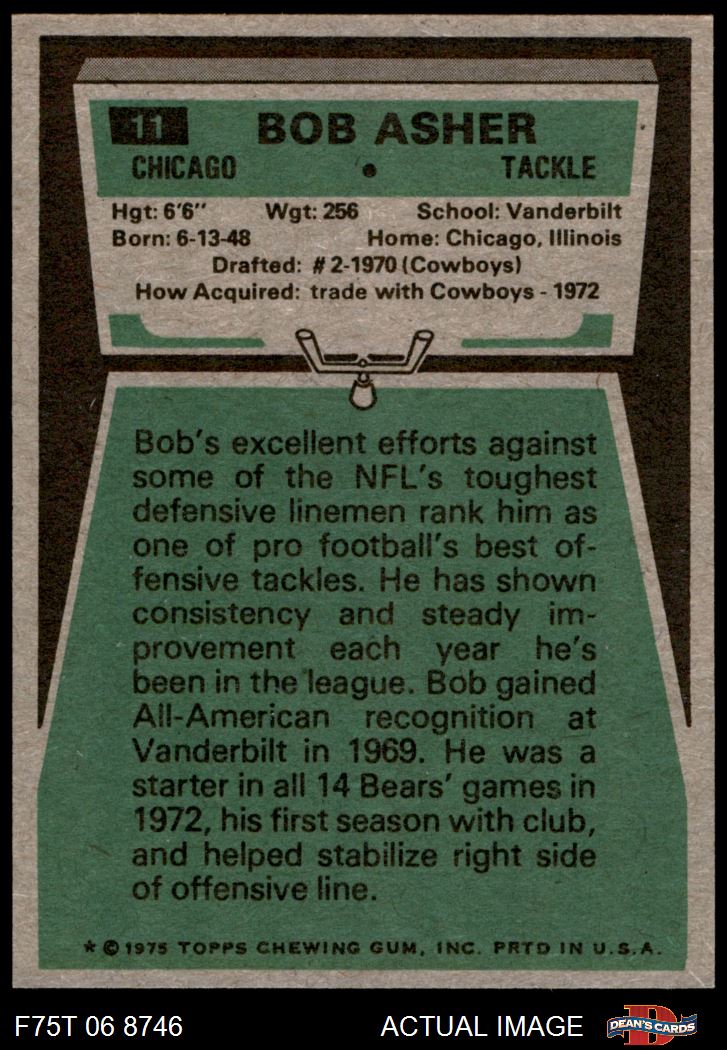 11 BOB ASHER
CHICAGO • TACKLE
Hgt: 6'6" Wgt: 256 School: Vanderbilt
Born: 6-13-48 Home: Chicago, Illinois
Drafted: # 2-1970 (Cowboys)
How Acquired: trade with Cowboys - 1972
Bob's excellent efforts against
some of the NFL's toughest
defensive linemen rank him as
one of pro football's best of-
fensive tackles. He has shown
consistency and steady im-
provement each year he's
been in the league. Bob gained
All-American recognition at
Vanderbilt in 1969. He was a
starter in all 14 Bears' games in
1972, his first season with club,
and helped stabilize right side
of offensive line.
* © 1975 TOPPS CHEWING GUM, INC. PRTD IN U.S.A.
F75T 06 8746 ACTUAL IMAGE D DEAN'S CARDS